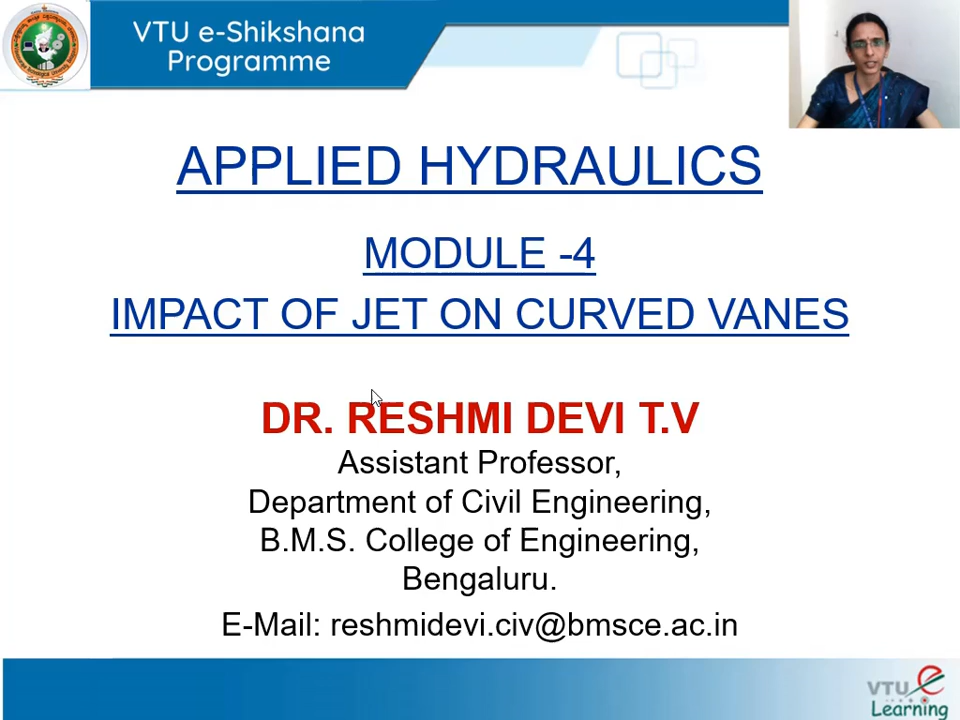 VTU e-Shikshana
Programme
APPLIED HYDRAULICS
MODULE -4
IMPACT OF JET ON CURVED VANES
DR. RESHMI DEVI T.V
Assistant Professor,
Department of Civil Engineering,
B.M.S. College of Engineering,
Bengaluru.
E-Mail: reshmidevi.civ@bmsce.ac.in
VTU e
Learning